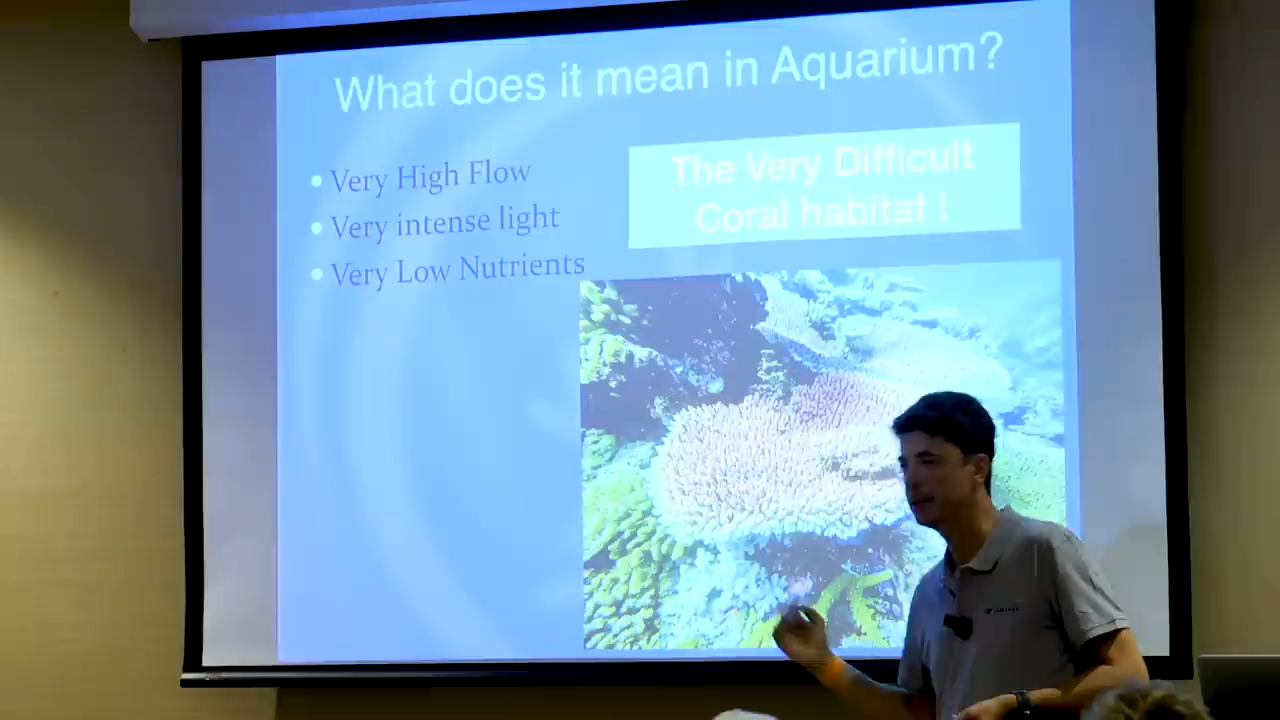 What does it mean in Aquarium?
• Very High Flow
• Very intense light
• Very Low Nutrients
The Very Difficult
Coral habitat !